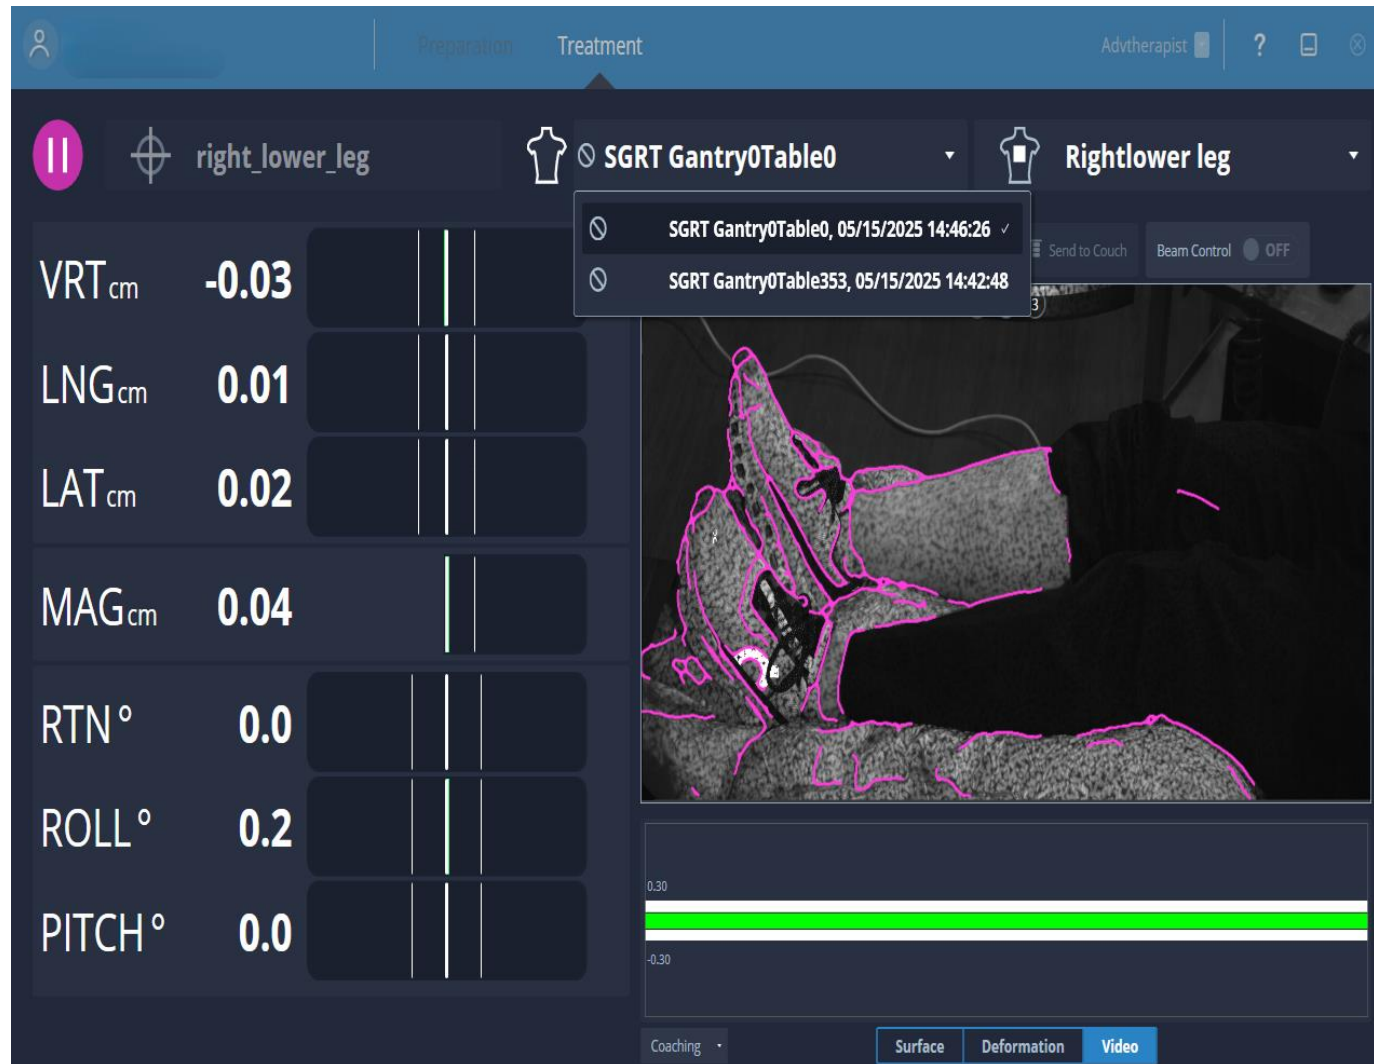 Preparation
Treatment
Advtherapist
?
right_lower_leg
SGRT Gantry0Table0
Rightlower leg
SGRT Gantry0Table0, 05/15/2025 14:46:26 ✓
SGRT Gantry0Table353, 05/15/2025 14:42:48
Send to Couch
Beam Control
OFF
3
VRT cm -0.03
LNG cm 0.01
LAT cm 0.02
MAG cm 0.04
RTN ° 0.0
ROLL ° 0.2
PITCH ° 0.0
0.30
-0.30
Coaching
Surface
Deformation
Video